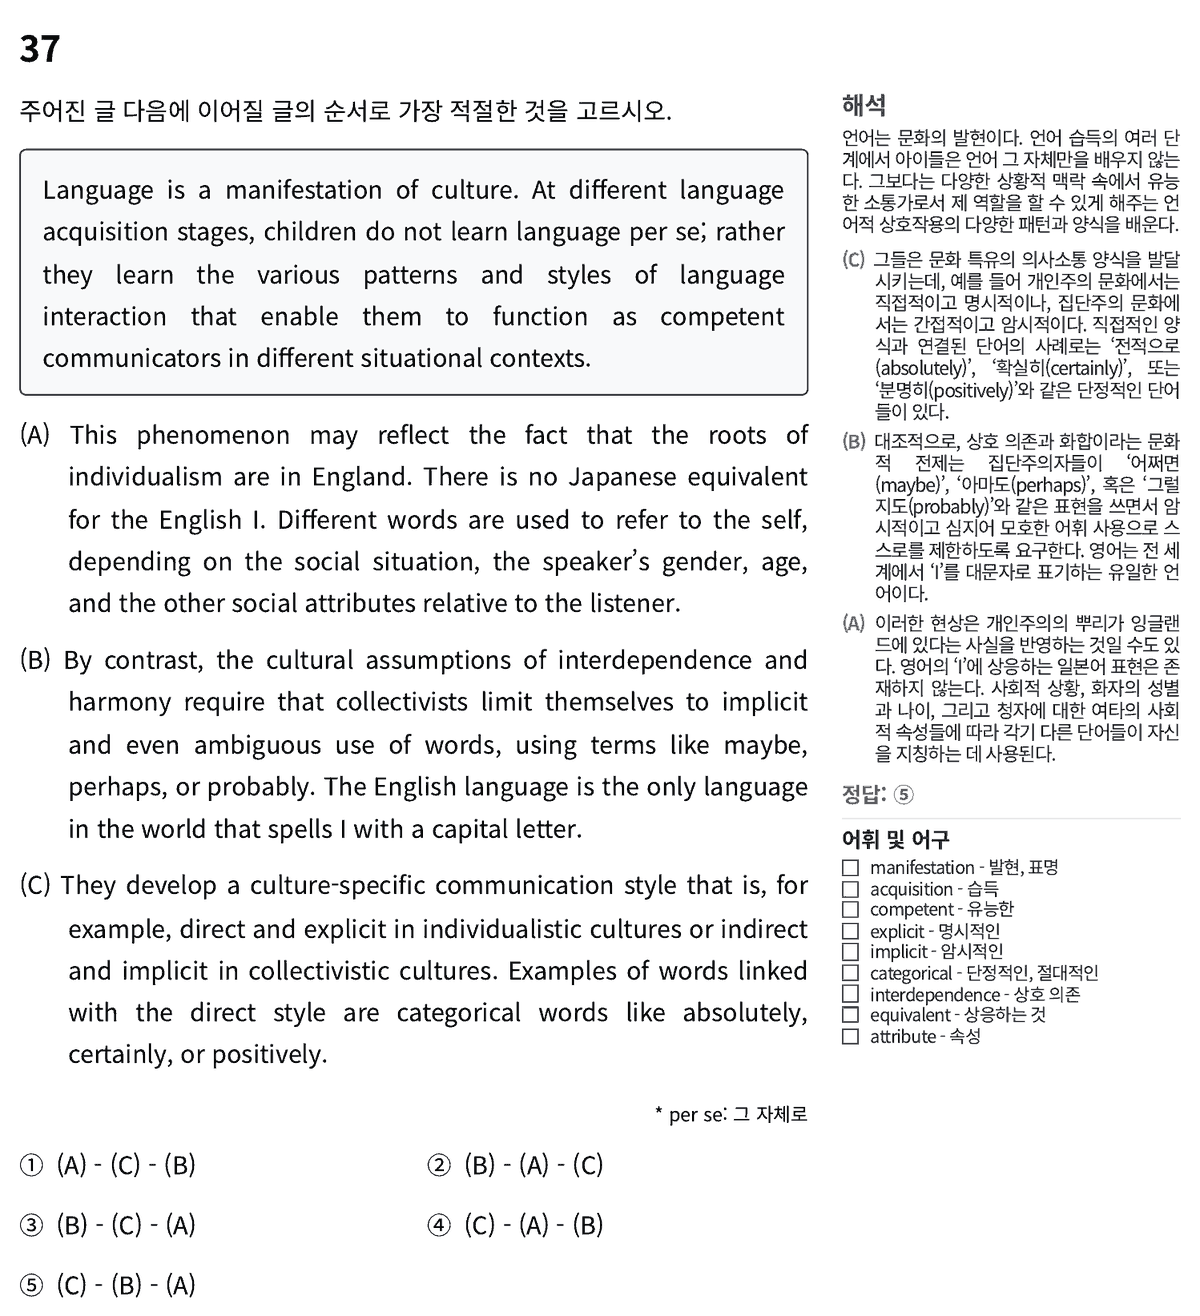 37
주어진 글 다음에 이어질 글의 순서로 가장 적절한 것을 고르시오.
Language is a manifestation of culture. At different language
acquisition stages, children do not learn language per se; rather
they learn the various patterns and styles of language
interaction that enable them to function as competent
communicators in different situational contexts.
(A) This phenomenon may reflect the fact that the roots of
individualism are in England. There is no Japanese equivalent
for the English I. Different words are used to refer to the self,
depending on the social situation, the speaker's gender, age,
and the other social attributes relative to the listener.
(B) By contrast, the cultural assumptions of interdependence and
harmony require that collectivists limit themselves to implicit
and even ambiguous use of words, using terms like maybe,
perhaps, or probably. The English language is the only language
in the world that spells I with a capital letter.
(C) They develop a culture-specific communication style that is, for
example, direct and explicit in individualistic cultures or indirect
and implicit in collectivistic cultures. Examples of words linked
with the direct style are categorical words like absolutely,
certainly, or positively.
* per se: 그 자체로
① (A) - (C) - (B)
② (B) - (A) - (C)
③ (B) - (C) - (A)
④ (C) - (A) - (B)
⑤ (C) - (B) - (A)
해석
언어는 문화의 발현이다. 언어 습득의 여러 단
계에서 아이들은 언어 그 자체만을 배우지 않는
다. 그보다는 다양한 상황적 맥락 속에서 유능
한 소통가로서 제 역할을 할 수 있게 해주는 언
어적 상호작용의 다양한 패턴과 양식을 배운다.
(C) 그들은 문화 특유의 의사소통 양식을 발달
시키는데, 예를 들어 개인주의 문화에서는
직접적이고 명시적이나, 집단주의 문화에
서는 간접적이고 암시적이다. 직접적인 양
식과 연결된 단어의 사례로는 '전적으로
(absolutely)', '확실히(certainly)', 또는
'분명히(positively)'와 같은 단정적인 단어
들이 있다.
(B) 대조적으로, 상호 의존과 화합이라는 문화
적 전제는 집단주의자들이 '어쩌면
(maybe)', '아마도(perhaps)', 혹은 '그럴
지도(probably)'와 같은 표현을 쓰면서 암
시적이고 심지어 모호한 어휘 사용으로 스
스로를 제한하도록 요구한다. 영어는 전 세
계에서 'I'를 대문자로 표기하는 유일한 언
어이다.
(A) 이러한 현상은 개인주의의 뿌리가 잉글랜
드에 있다는 사실을 반영하는 것일 수도 있
다. 영어의 'I'에 상응하는 일본어 표현은 존
재하지 않는다. 사회적 상황, 화자의 성별
과 나이, 그리고 청자에 대한 여타의 사회
적 속성들에 따라 각기 다른 단어들이 자신
을 지칭하는 데 사용된다.
정답: ⑤
어휘 및 어구
manifestation - 발현, 표명
acquisition - 습득
competent - 유능한
explicit - 명시적인
implicit - 암시적인
categorical - 단정적인, 절대적인
interdependence - 상호 의존
equivalent - 상응하는 것
attribute - 속성